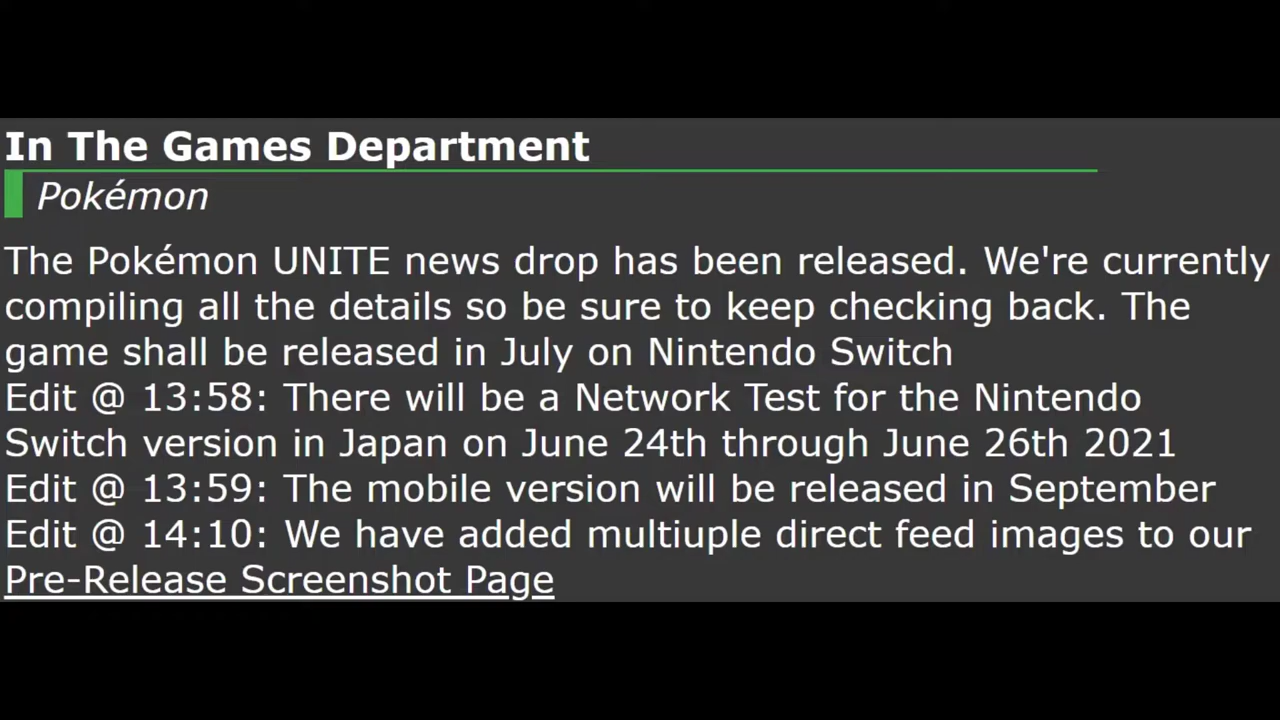 In The Games Department
Pokémon
The Pokémon UNITE news drop has been released. We're currently
compiling all the details so be sure to keep checking back. The
game shall be released in July on Nintendo Switch
Edit @ 13:58: There will be a Network Test for the Nintendo
Switch version in Japan on June 24th through June 26th 2021
Edit @ 13:59: The mobile version will be released in September
Edit @ 14:10: We have added multiuple direct feed images to our
Pre-Release Screenshot Page